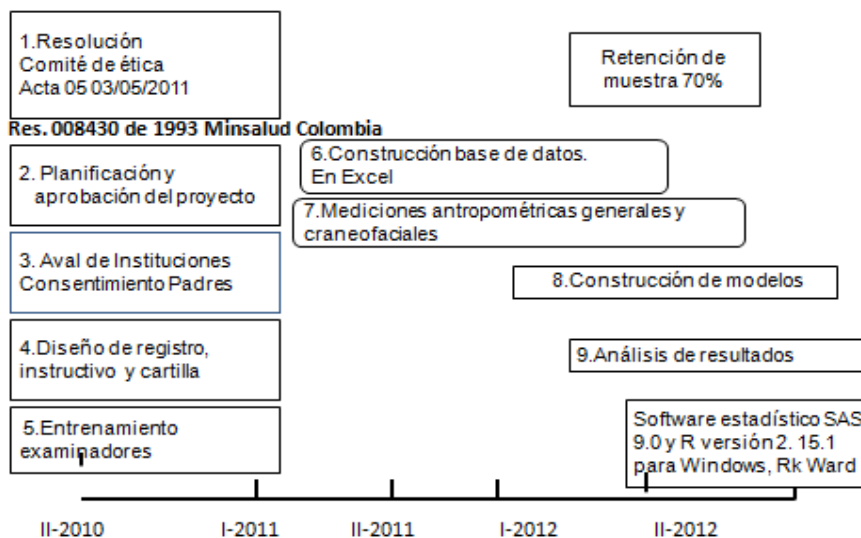 1.Resolución
Comité de ética
Acta 05 03/05/2011
Retención de
muestra 70%
Res. 008430 de 1993 Minsalud Colombia
2. Planificación y
aprobación del proyecto
6.Construcción base de datos.
En Excel
7.Mediciones antropométricas generales y
craneofaciales
3. Aval de Instituciones
Consentimiento Padres
8.Construcción de modelos
4.Diseño de registro,
instructivo y cartilla
9.Análisis de resultados
5.Entrenamiento
examinadores
Software estadístico SAS
9.0 y R versión 2. 15.1
para Windows, Rk Ward
II-2010 I-2011 II-2011 I-2012 II-2012